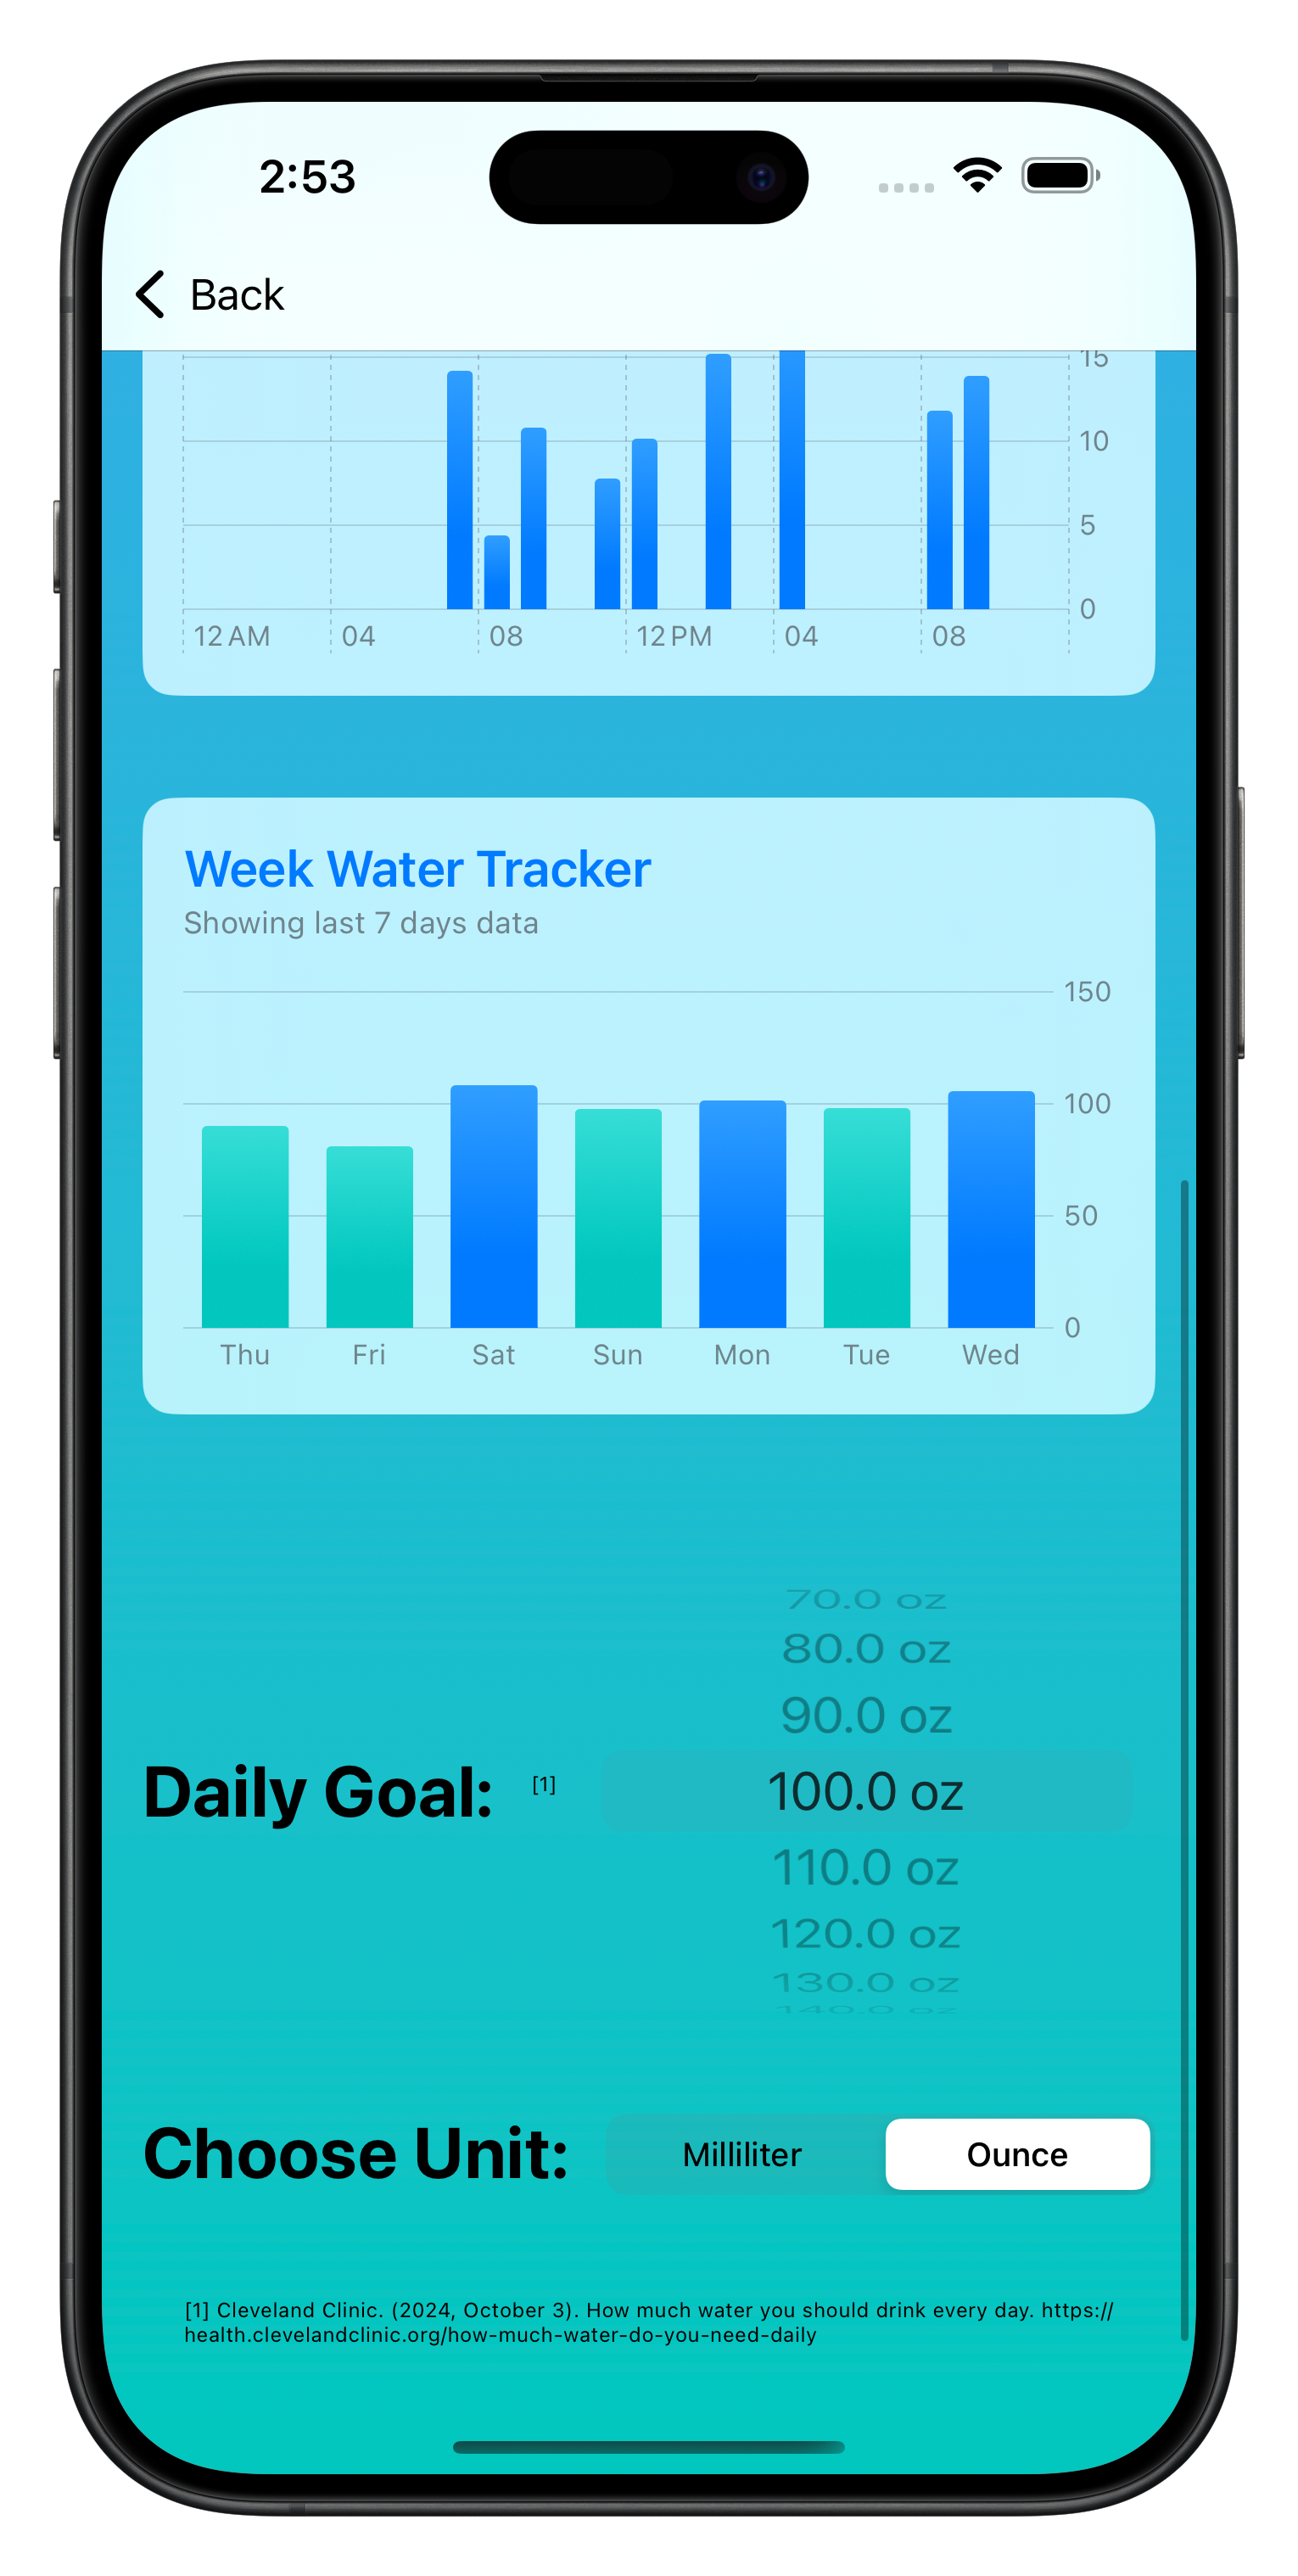 2:53
Back
15
10
5
0
12 AM 04 08 12 PM 04 08
Week Water Tracker
Showing last 7 days data
150
100
50
0
Thu Fri Sat Sun Mon Tue Wed
70.0 oz
80.0 oz
90.0 oz
Daily Goal: [1] 100.0 oz
110.0 oz
120.0 oz
130.0 oz
140.0 oz
Choose Unit: Milliliter Ounce
[1] Cleveland Clinic. (2024, October 3). How much water you should drink every day. https://
health.clevelandclinic.org/how-much-water-do-you-need-daily